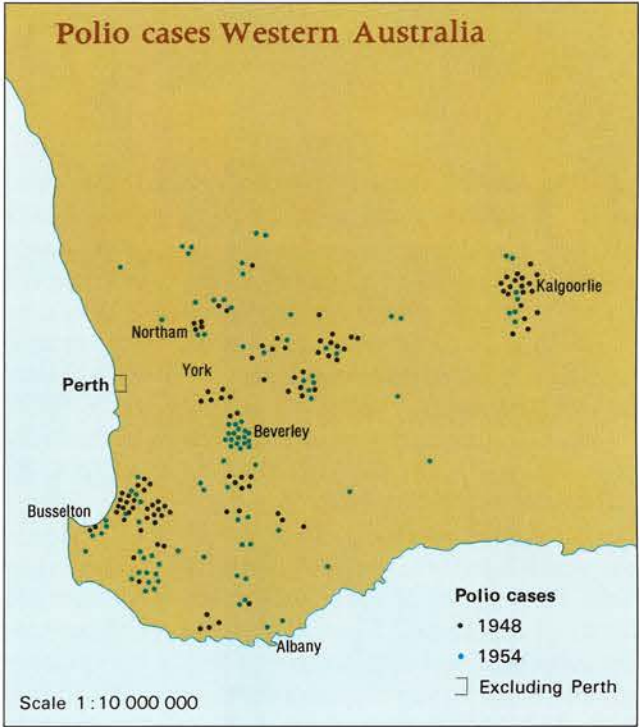 Polio cases Western Australia
Kalgoorlie
Northam
York
Perth
Beverley
Busselton
Albany
Polio cases
1948
1954
Excluding Perth
Scale 1:10 000 000